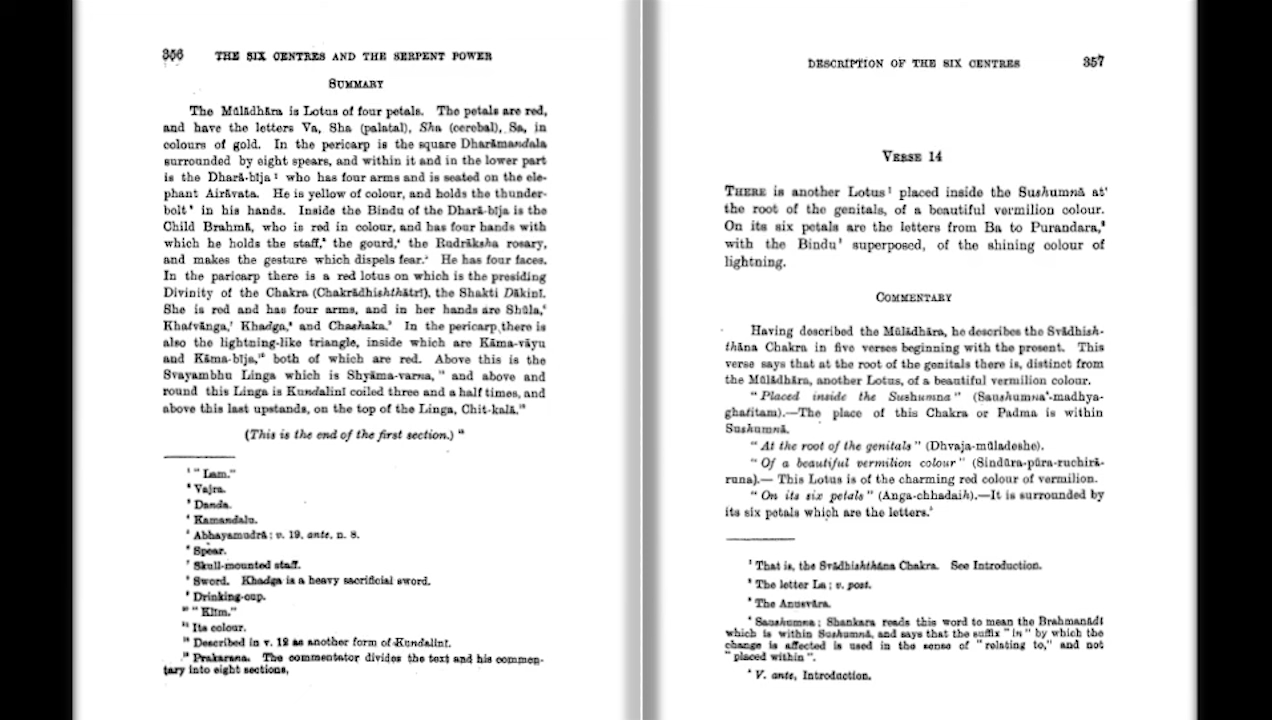 356 THE SIX CENTRES AND THE SERPENT POWER
SUMMARY
The Mūlādhāra is Lotus of four petals. The petals are red,
and have the letters Va, Sha (palatal), Sha (cerebal), Sa, in
colours of gold. In the pericarp is the square Dharāmandala
surrounded by eight spears, and within it and in the lower part
is the Dharā-bīja¹ who has four arms and is seated on the ele-
phant Airāvata. He is yellow of colour, and holds the thunder-
bolt² in his hands. Inside the Bindu of the Dharā-bīja is the
Child Brahmā, who is red in colour, and has four hands with
which he holds the staff,³ the gourd,⁴ the Rudrāksha rosary,
and makes the gesture which dispels fear.⁵ He has four faces.
In the paricarp there is a red lotus on which is the presiding
Divinity of the Chakra (Chakrādhishthātrī), the Shakti Dākinī.
She is red and has four arms, and in her hands are Shūla,⁶
Khatvānga,⁷ Khadga,⁸ and Chashaka.⁹ In the pericarp there is
also the lightning-like triangle, inside which are Kāma-vāyu
and Kāma-bīja,¹⁰ both of which are red. Above this is the
Svayambhu Linga which is Shyāma-varna,¹¹ and above and
round this Linga is Kundalinī coiled three and a half times, and
above this last upstands, on the top of the Linga, Chit-kalā.¹²
(This is the end of the first section.)¹³
¹ "Lam."
² Vajra.
³ Danda.
⁴ Kamandalu.
⁵ Abhayamudrā; v. 19, ante, n. 8.
⁶ Spear.
⁷ Skull-mounted staff.
⁸ Sword. Khadga is a heavy sacrificial sword.
⁹ Drinking-cup.
¹⁰ "Klīm."
¹¹ Its colour.
¹² Described in v. 12 as another form of Kundalinī.
¹³ Prakarana. The commentator divides the text and his commen-
tary into eight sections.
DESCRIPTION OF THE SIX CENTRES 357
VERSE 14
THERE is another Lotus¹ placed inside the Sushumnā at
the root of the genitals, of a beautiful vermilion colour.
On its six petals are the letters from Ba to Purandara,²
with the Bindu³ superposed, of the shining colour of
lightning.
COMMENTARY
Having described the Mūlādhāra, he describes the Svādhish-
thāna Chakra in five verses beginning with the present. This
verse says that at the root of the genitals there is, distinct from
the Mūlādhāra, another Lotus, of a beautiful vermilion colour.
"Placed inside the Sushumna" (Saushumna⁴-madhya-
ghatitam).—The place of this Chakra or Padma is within
Sushumnā.
"At the root of the genitals" (Dhvaja-mūladeshe).
"Of a beautiful vermilion colour" (Sindūra-pūra-ruchirā-
runa).— This Lotus is of the charming red colour of vermilion.
"On its six petals" (Anga-chhadaih).—It is surrounded by
its six petals which are the letters.⁵
¹ That is, the Svādhishthāna Chakra. See Introduction.
² The letter La; v. post.
³ The Anusvāra.
⁴ Saushumna; Shankara reads this word to mean the Brahmanādi
which is within Sushumnā, and says that the suffix "in" by which the
change is affected is used in the sense of "relating to," and not
"placed within".
⁵ V. ante, Introduction.